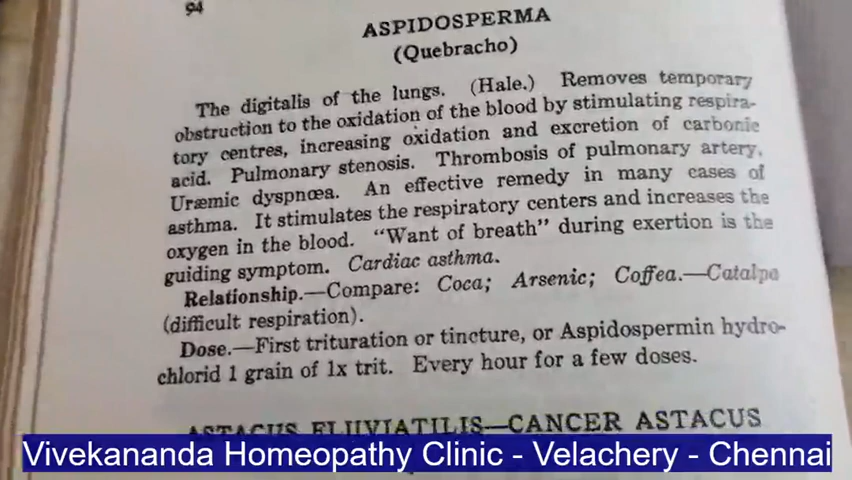 94
ASPIDOSPERMA
(Quebracho)
The digitalis of the lungs. (Hale.) Removes temporary
obstruction to the oxidation of the blood by stimulating respira-
tory centres, increasing oxidation and excretion of carbonic
acid. Pulmonary stenosis. Thrombosis of pulmonary artery.
Uræmic dyspnœa. An effective remedy in many cases of
asthma. It stimulates the respiratory centers and increases the
oxygen in the blood. "Want of breath" during exertion is the
guiding symptom. Cardiac asthma.
Relationship.—Compare: Coca; Arsenic; Coffea.—Catalpa
(difficult respiration).
Dose.—First trituration or tincture, or Aspidospermin hydro-
chlorid 1 grain of 1x trit. Every hour for a few doses.
ASTACUS FLUVIATILIS—CANCER ASTACUS
Vivekananda Homeopathy Clinic - Velachery - Chennai